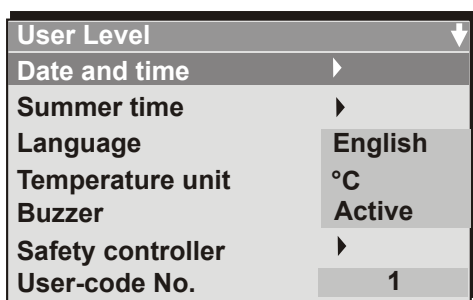 User Level
Date and time
Summer time
Language English
Temperature unit °C
Buzzer Active
Safety controller
User-code No. 1